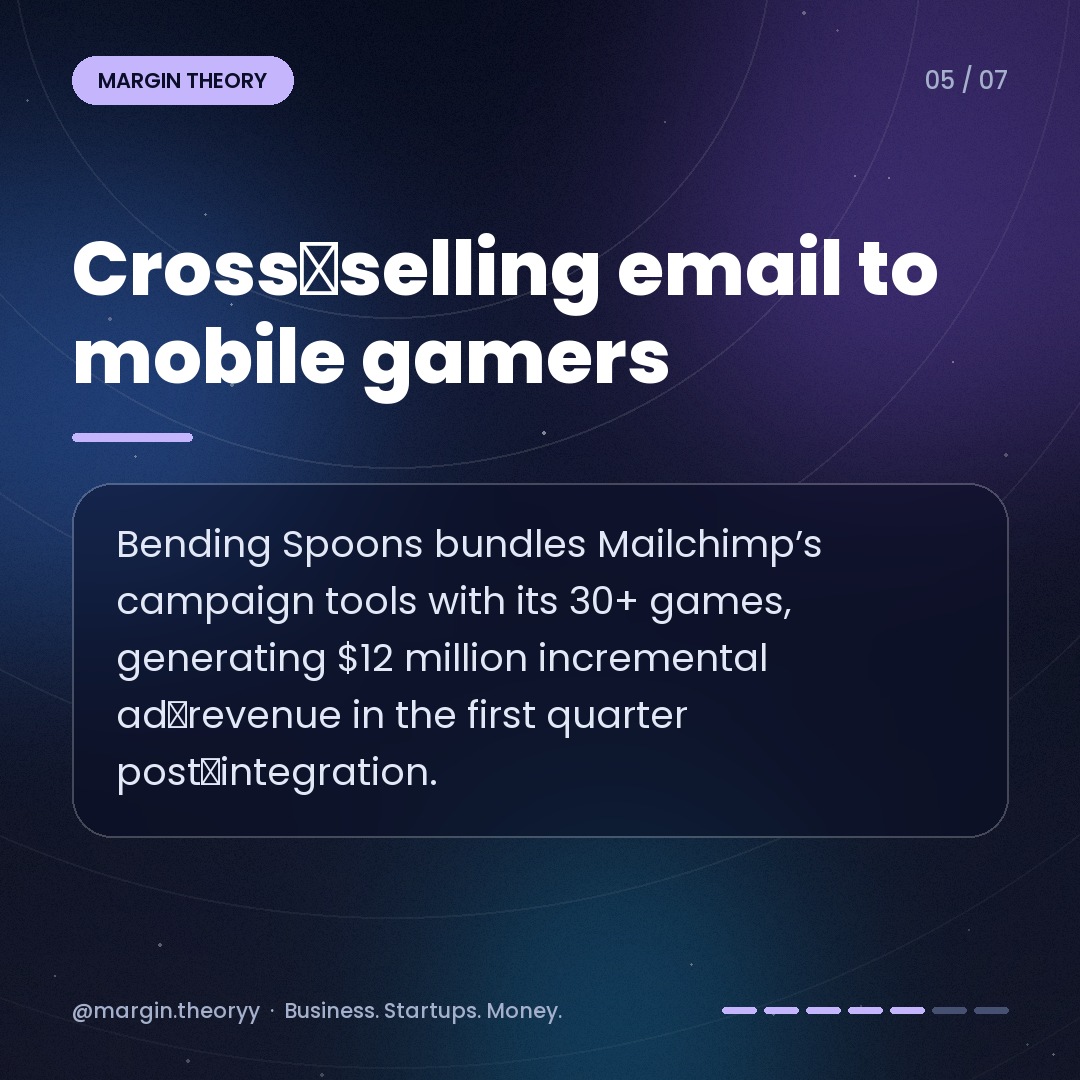 MARGIN THEORY
05 / 07
Cross☒selling email to
mobile gamers
Bending Spoons bundles Mailchimp’s
campaign tools with its 30+ games,
generating $12 million incremental
ad☒revenue in the first quarter
post☒integration.
@margin.theoryy · Business. Startups. Money.